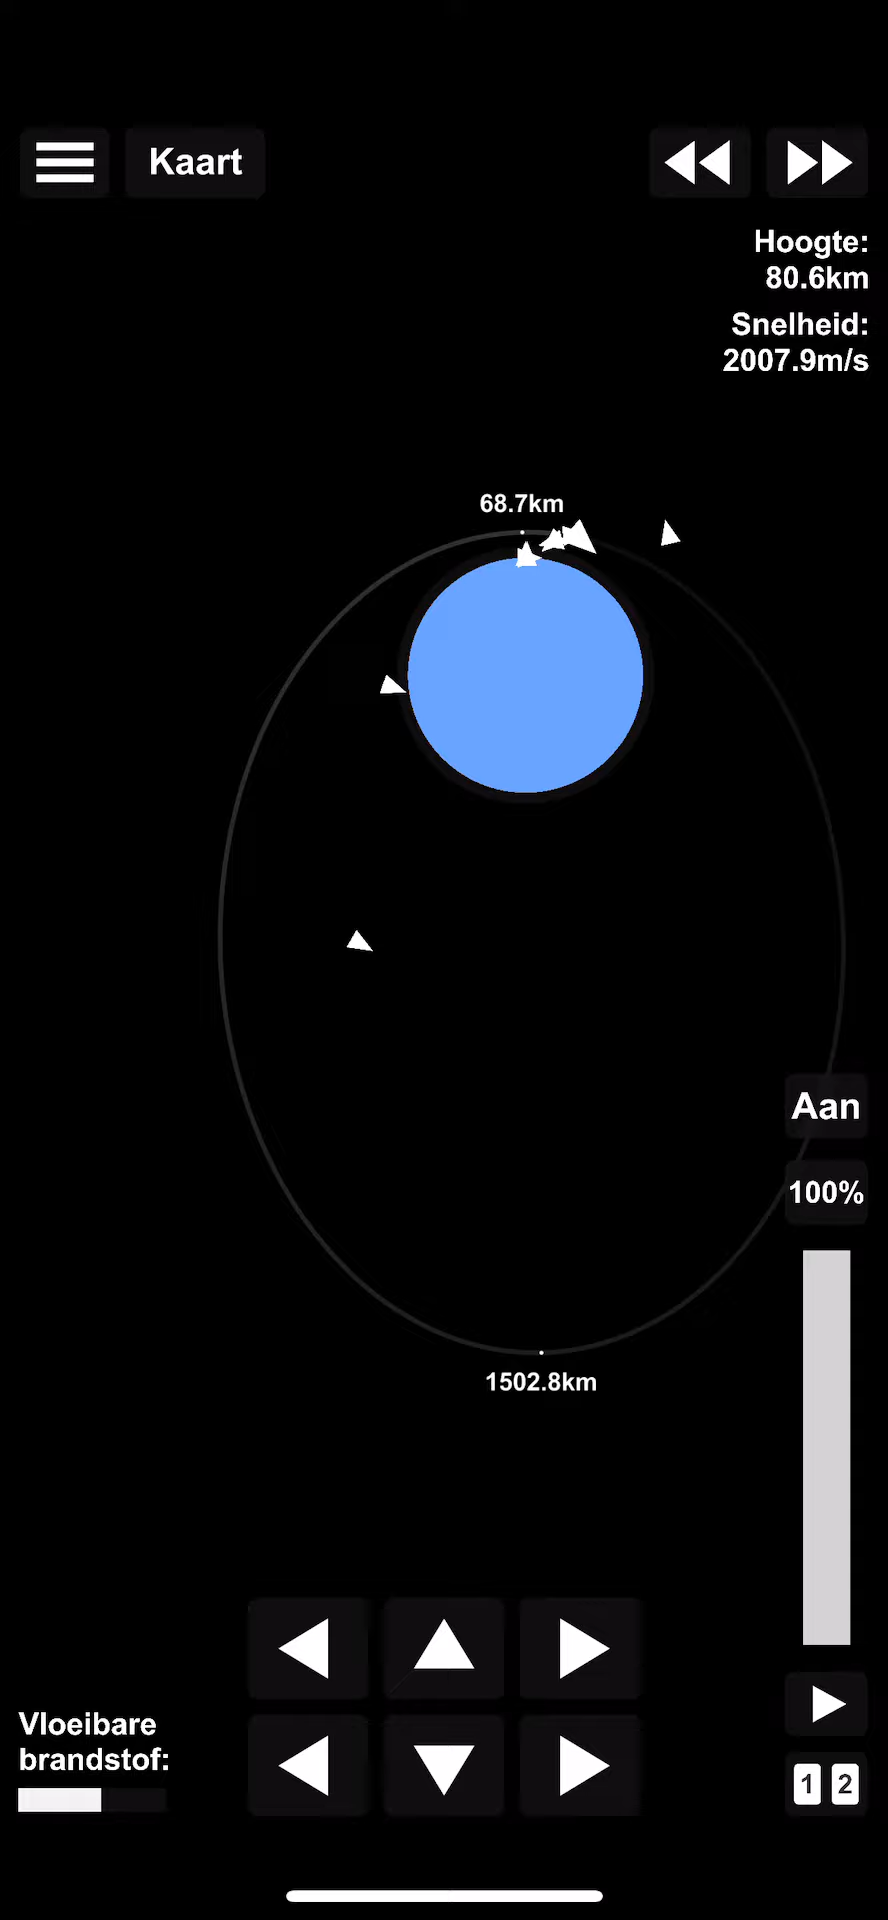 Kaart
Hoogte:
80.6km
Snelheid:
2007.9m/s
68.7km
Aan
100%
1502.8km
Vloeibare
brandstof:
1 2